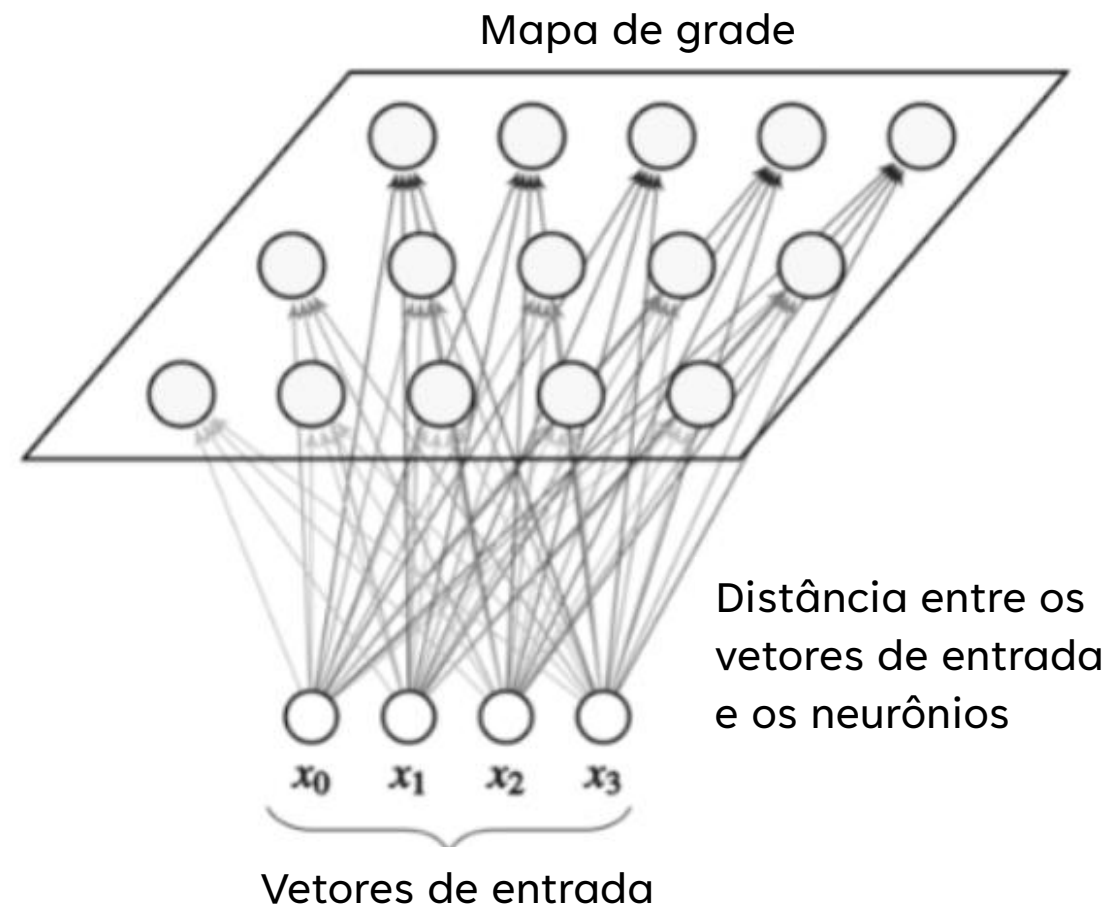 Mapa de grade
Distância entre os
vetores de entrada
e os neurônios
x₀ x₁ x₂ x₃
Vetores de entrada